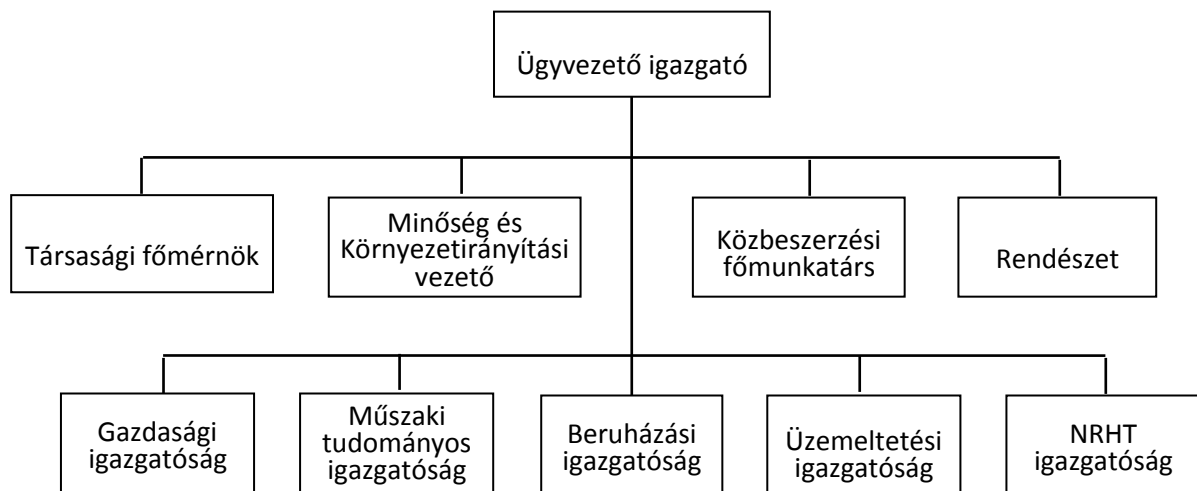 Ügyvezető igazgató
Társasági főmérnök
Minőség és
Környezetirányítási
vezető
Közbeszerzési
főmunkatárs
Rendészet
Gazdasági
igazgatóság
Műszaki
tudományos
igazgatóság
Beruházási
igazgatóság
Üzemeltetési
igazgatóság
NRHT
igazgatóság